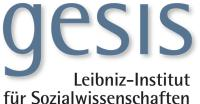 gesis
Leibniz-Institut
für Sozialwissenschaften